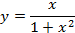 y = x / (1 + x²)